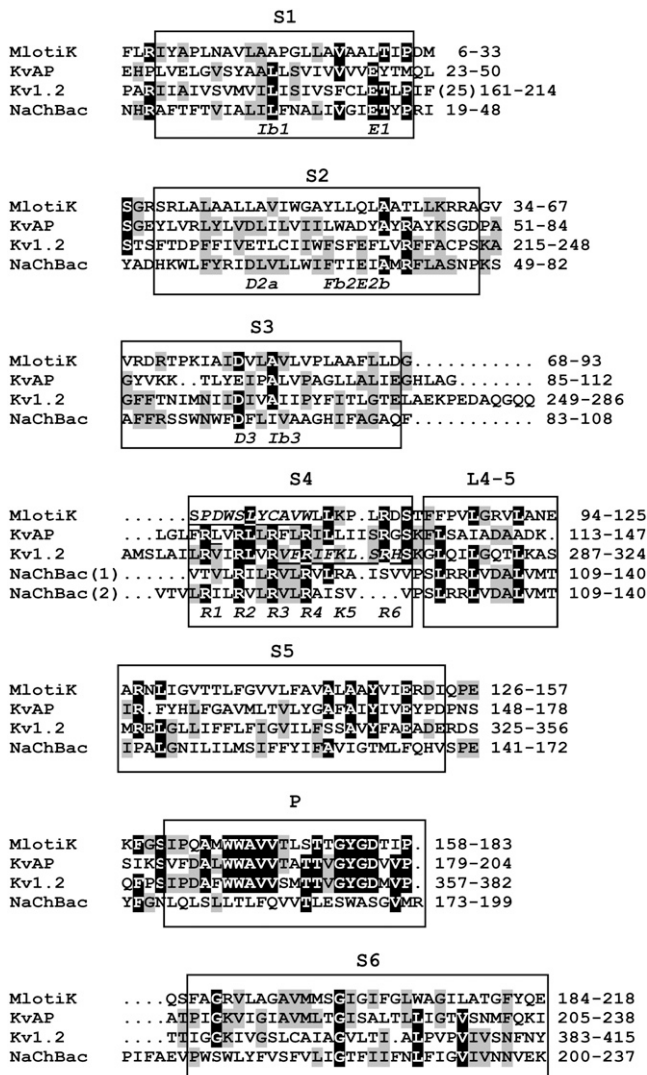 S1
MlotiK FLRIYAPLNAVLAAPGLLAVAALTIPDM 6-33
KvAP EHPLVELGVSYAALLSVIVVVVEYTMQL 23-50
Kv1.2 PARIIAIVSVMVILISIVSFCLETLPIF(25)161-214
NaChBac NHRAFTFTVIALILFNALIVGIETYPRI 19-48
Ib1 E1
S2
MlotiK SGRSRLALAALLAVIWGAYLLQLAATLLKRRAGV 34-67
KvAP SGEYLVRLYLVDLILVIILWADYAYRAYKSGDPA 51-84
Kv1.2 STSFTDPFFIVETLCIIWFSFEFLVRFFACPSKA 215-248
NaChBac YADHKWLFYRIDLVLLWIFTIEIAMRFLASNPKS 49-82
D2a Fb2E2b
S3
MlotiK VRDRTPKIAIDVLAVLVPLAAFLLDG.......... 68-93
KvAP GYVKK..TLYEIPALVPAGLLALIEGHLAG...... 85-112
Kv1.2 GFFTNIMNIIDIVAIIPYFITLGTELAEKPEDAQGQQ 249-286
NaChBac AFFRSSWNWFDFLIVAAGHIFAGAQF.......... 83-108
D3 Ib3
S4 L4-5
MlotiK ......SPDWSLYCAVWLLKP.LRDSTFFPVLGRVLANE 94-125
KvAP ...LGLFRLVRLLRFLRILLIISRGSKFLSAIADAADK. 113-147
Kv1.2 AMSLAILRVIRLVRVFRIFKLSRHSKGLQILGQTLKAS 287-324
NaChBac(1) ......VTVLRILRVLRVLRA.ISVVPSLRRLVDALVMT 109-140
NaChBac(2) ...VTVLRILRVLRVLRAISV...VPSLRRLVDALVMT 109-140
R1 R2 R3 R4 K5 R6
S5
MlotiK ARNLIGVTTLFGVVLFAVALAAYVIERDIQPE 126-157
KvAP IR.FYHLFGAVMLTVLYGAFAIYIVEYPDPNS 148-178
Kv1.2 MRELGLLIFFLFIGVILFSSAVYFAEADERDS 325-356
NaChBac IPALGNILILMSIFFYIFAVIGTMLFQHVSPE 141-172
P
MlotiK KFGSIPQAMWWAVVTLSTTGYGDTIP. 158-183
KvAP SIKSVFDALWWAVVTATTVGYGDVVP. 179-204
Kv1.2 QFPSIPDAFWWAVVSMTTVGYGDMVP. 357-382
NaChBac YFGNLQLSLLTLFQVVTLESWASGVMR 173-199
S6
MlotiK ....QSFAGRVLAGAVMMSGIGIFGLWAGILATGFYQE 184-218
KvAP ....ATPIGKVIGIAVMLTGISALTLLIGTVSNMFQKI 205-238
Kv1.2 ....TTIGGKIVGSLCAIAGVLTI.ALPVPVIVSNFNY 383-415
NaChBac PIFAEVPWSWLYFVSFVLIGTFIIFNLFIGVIVNNVEK 200-237